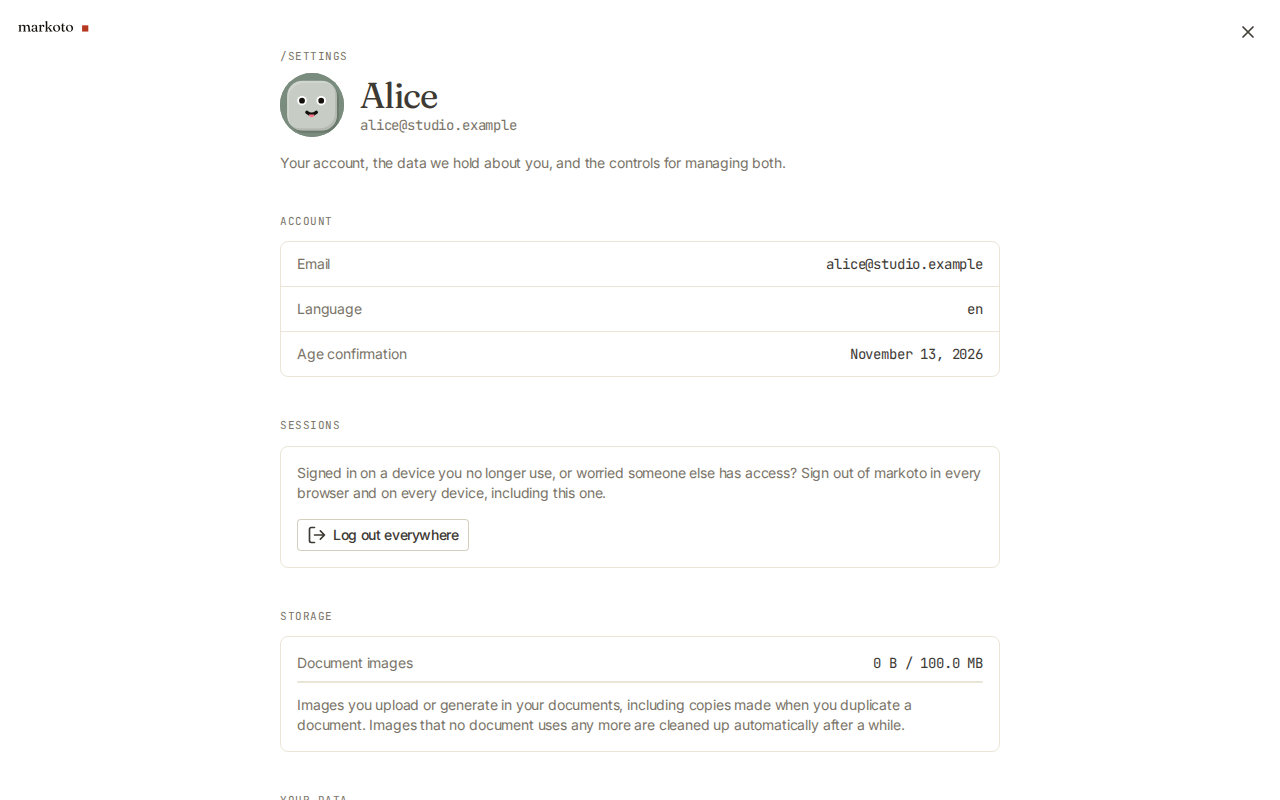 markoto
/SETTINGS
Alice
alice@studio.example
Your account, the data we hold about you, and the controls for managing both.
ACCOUNT
Email alice@studio.example
Language en
Age confirmation November 13, 2026
SESSIONS
Signed in on a device you no longer use, or worried someone else has access? Sign out of markoto in every
browser and on every device, including this one.
Log out everywhere
STORAGE
Document images 0 B / 100.0 MB
Images you upload or generate in your documents, including copies made when you duplicate a
document. Images that no document uses any more are cleaned up automatically after a while.
YOUR DATA